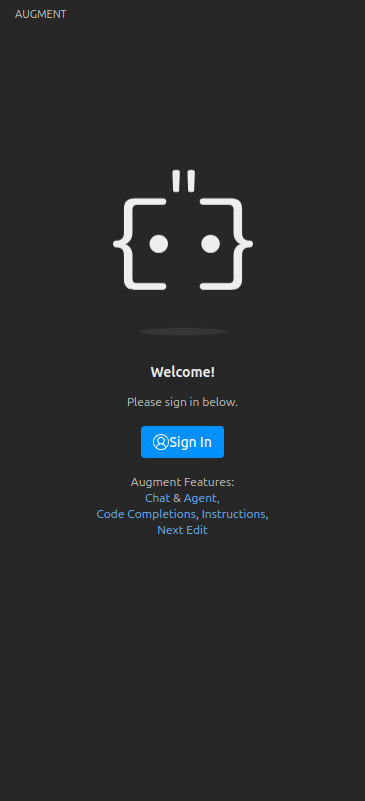 AUGMENT
Welcome!
Please sign in below.
Sign In
Augment Features:
Chat & Agent,
Code Completions, Instructions,
Next Edit